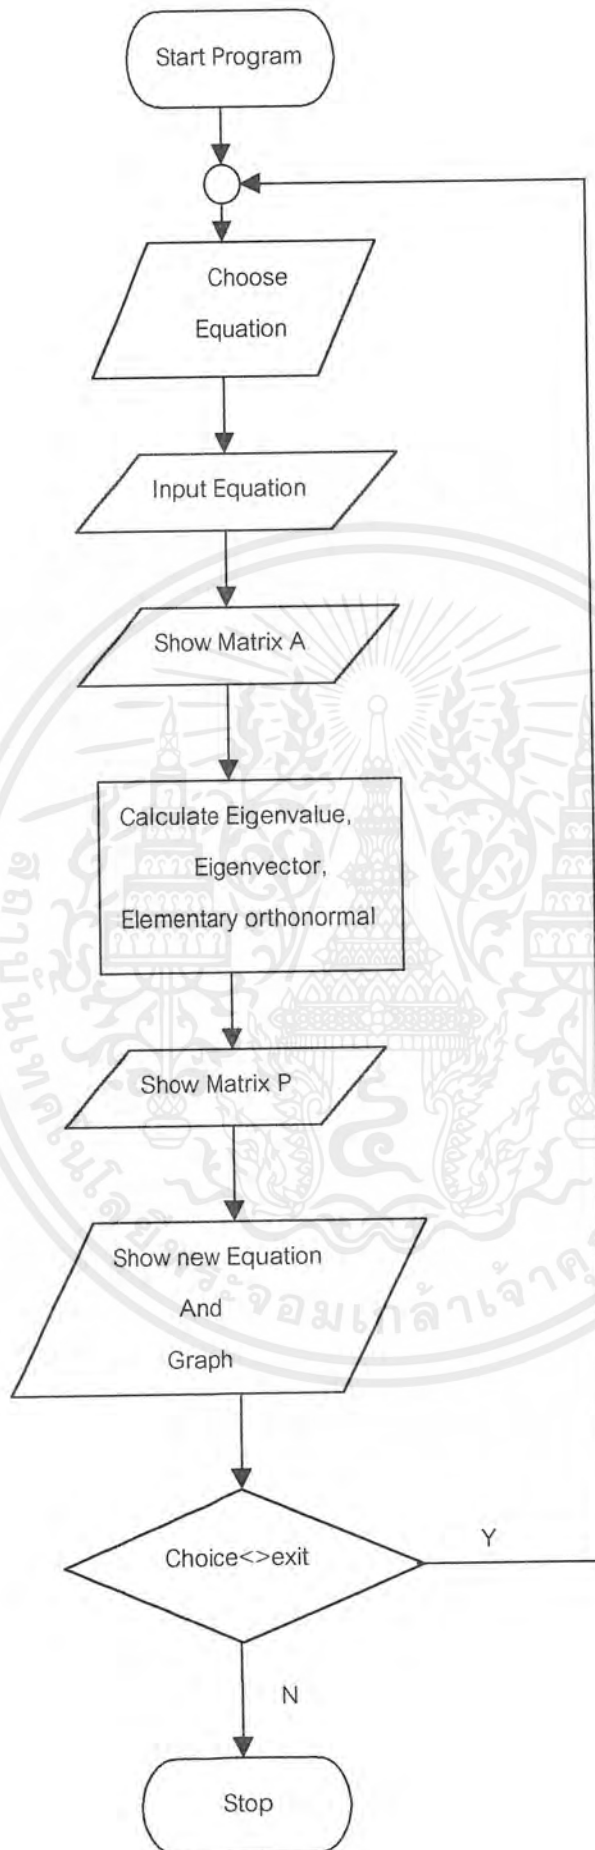 Start Program
Choose
Equation
Input Equation
Show Matrix A
Calculate Eigenvalue,
Eigenvector,
Elementary orthonormal
Show Matrix P
Show new Equation
And
Graph
Choice<>exit
Y
N
Stop